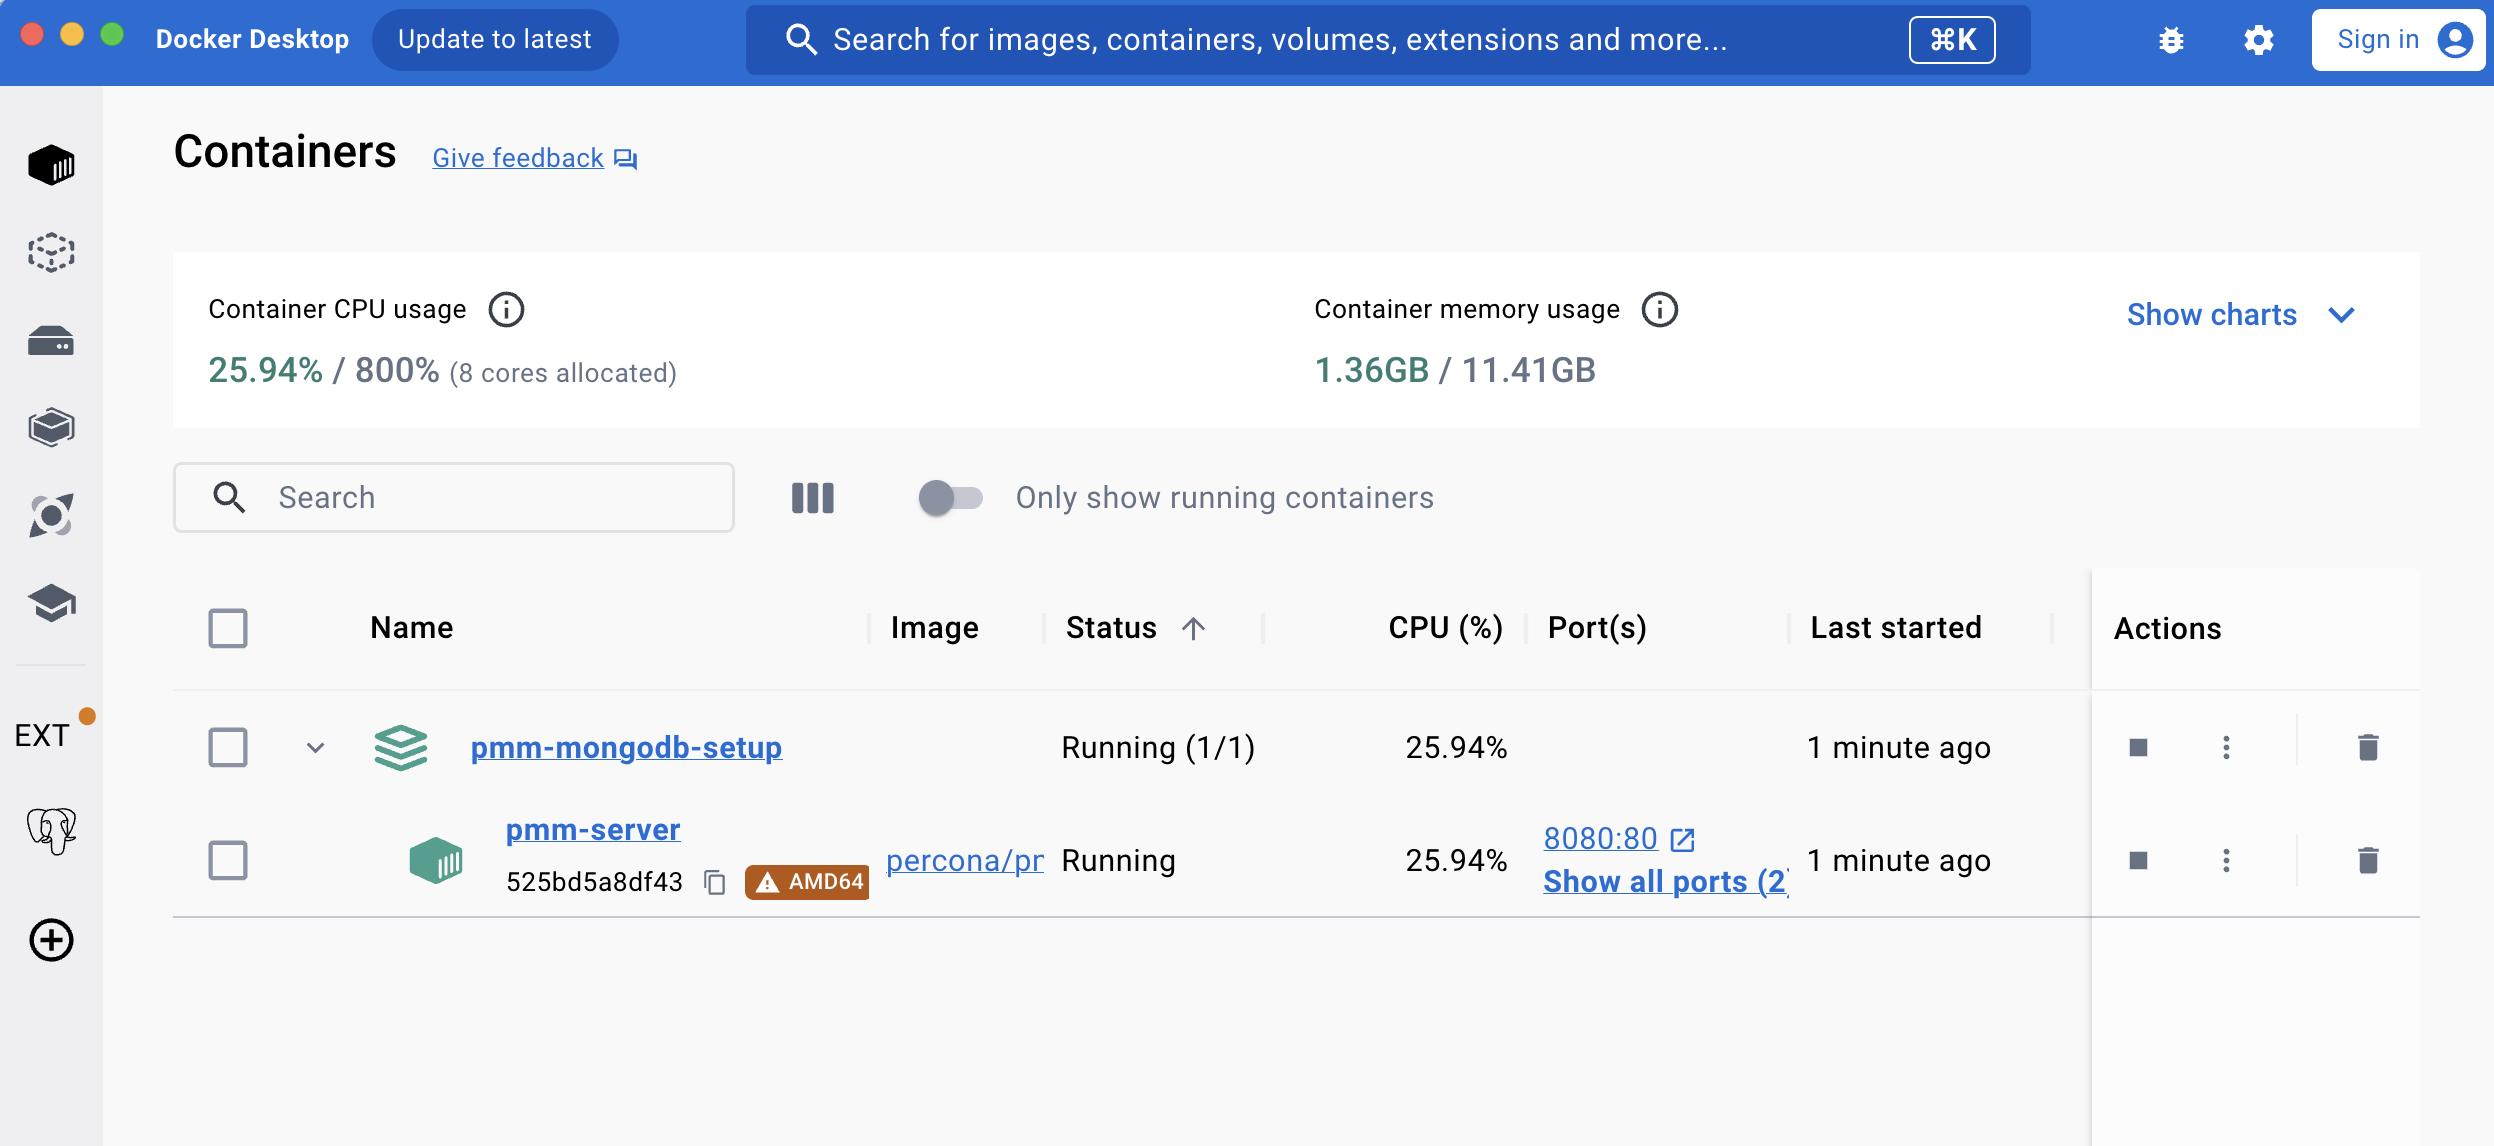 Docker Desktop
Update to latest
Search for images, containers, volumes, extensions and more...
⌘K
Sign in
Containers
Give feedback
Container CPU usage
25.94% / 800% (8 cores allocated)
Container memory usage
1.36GB / 11.41GB
Show charts
Search
Only show running containers
Name
Image
Status
CPU (%)
Port(s)
Last started
Actions
pmm-mongodb-setup
Running (1/1)
25.94%
1 minute ago
pmm-server
525bd5a8df43
AMD64
percona/pr
Running
25.94%
8080:80
Show all ports (2)
1 minute ago
EXT